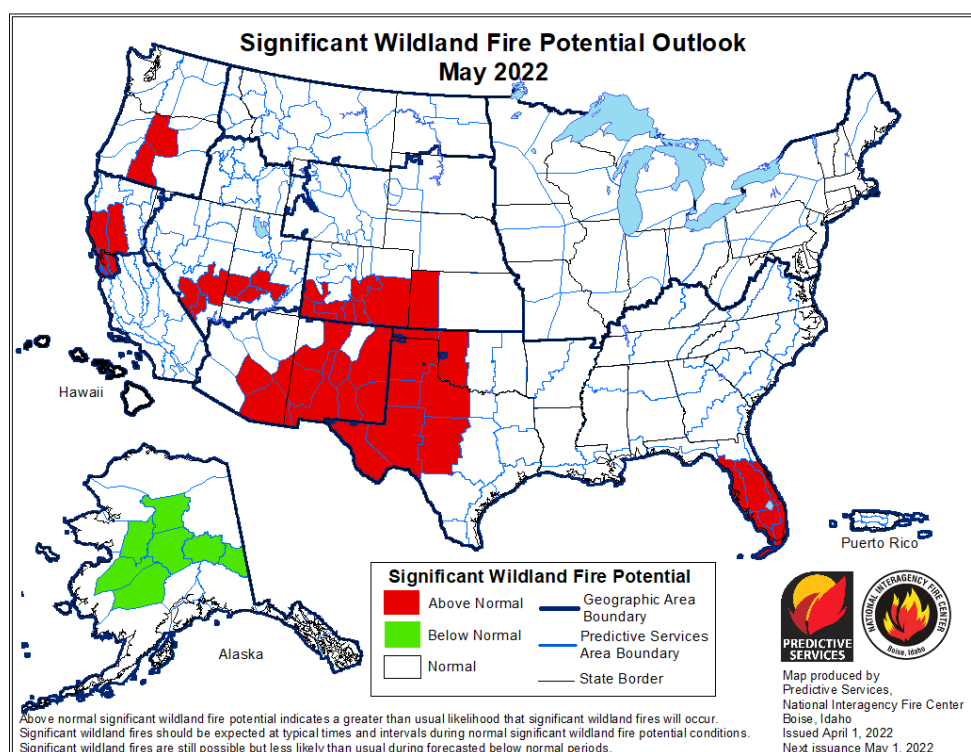 Significant Wildland Fire Potential Outlook
May 2022
Hawaii
Alaska
Puerto Rico
Significant Wildland Fire Potential
Above Normal
Below Normal
Normal
Geographic Area
Boundary
Predictive Services
Area Boundary
State Border
PREDICTIVE
SERVICES
NATIONAL INTERAGENCY FIRE CENTER
Boise, Idaho
Map produced by
Predictive Services,
National Interagency Fire Center
Boise, Idaho
Issued April 1, 2022
Next issuance May 1, 2022
Above normal significant wildland fire potential indicates a greater than usual likelihood that significant wildland fires will occur.
Significant wildland fires should be expected at typical times and intervals during normal significant wildland fire potential conditions.
Significant wildland fires are still possible but less likely than usual during forecasted below normal periods.